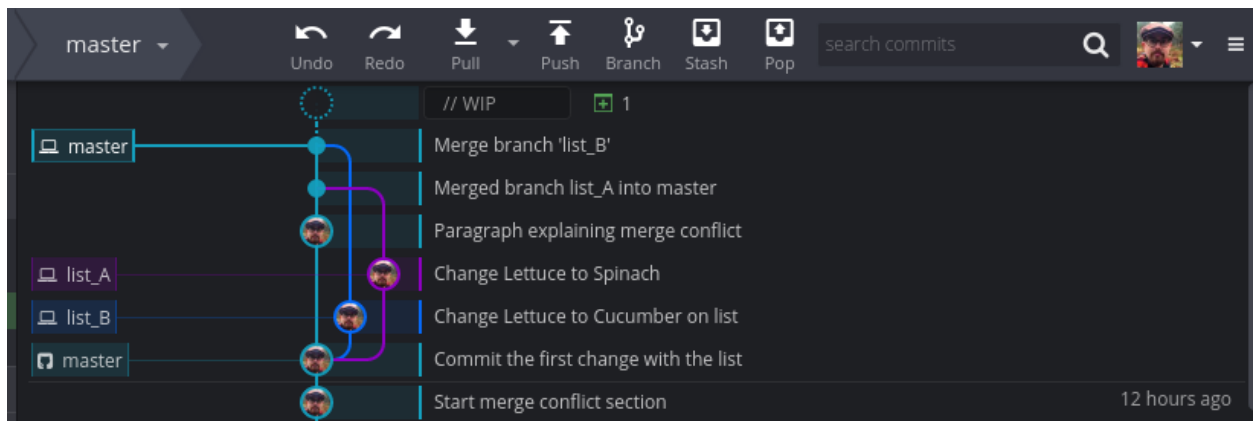 master
Undo Redo Pull Push Branch Stash Pop search commits
// WIP 1
master Merge branch 'list_B'
Merged branch list_A into master
Paragraph explaining merge conflict
list_A Change Lettuce to Spinach
list_B Change Lettuce to Cucumber on list
master Commit the first change with the list
Start merge conflict section 12 hours ago